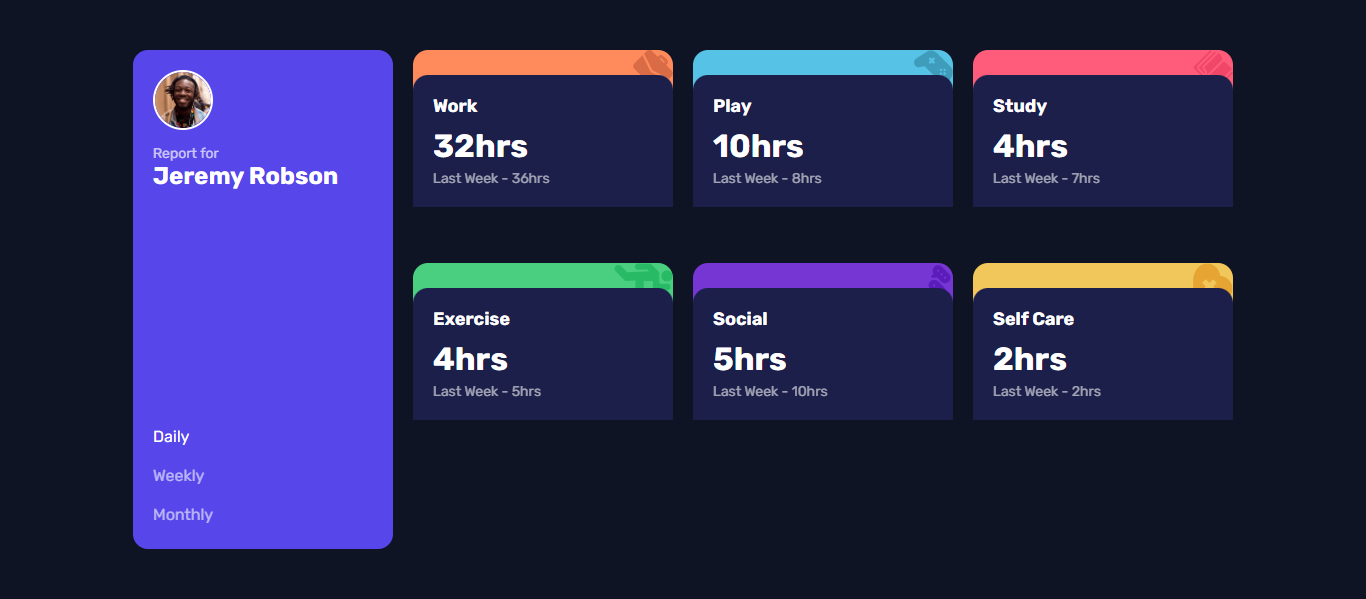 Report for
Jeremy Robson
Daily
Weekly
Monthly
Work
32hrs
Last Week - 36hrs
Play
10hrs
Last Week - 8hrs
Study
4hrs
Last Week - 7hrs
Exercise
4hrs
Last Week - 5hrs
Social
5hrs
Last Week - 10hrs
Self Care
2hrs
Last Week - 2hrs